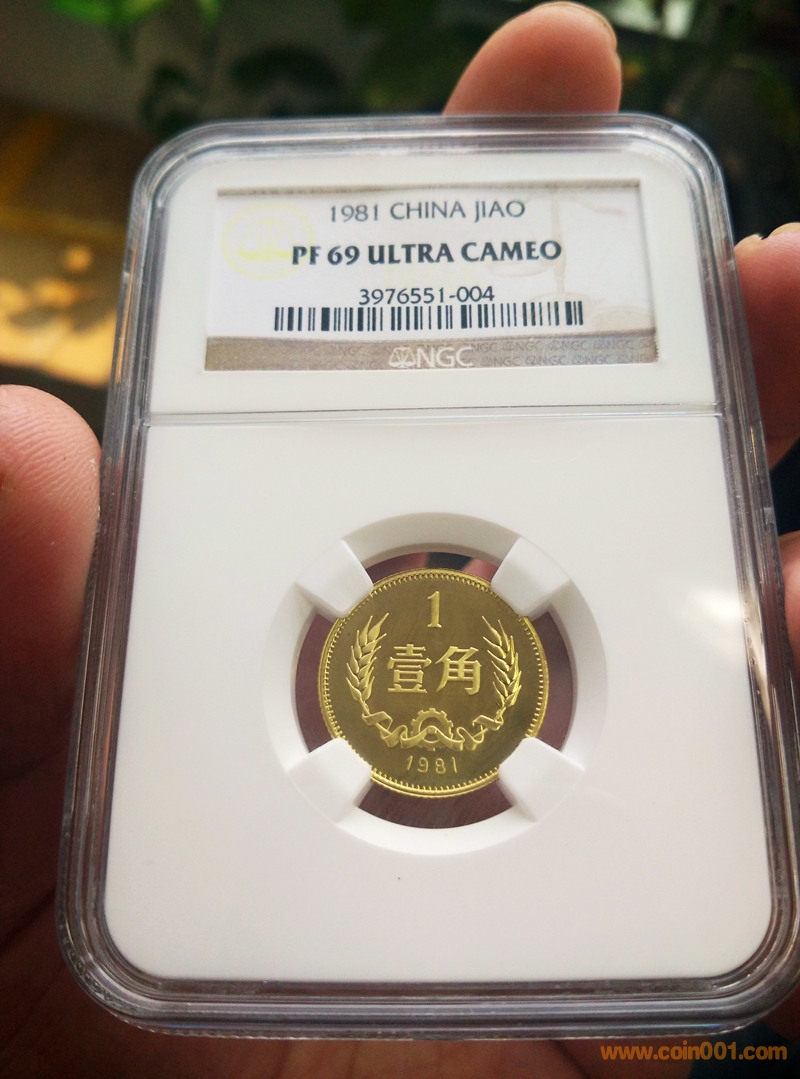 1981 CHINA JIAO
PF 69 ULTRA CAMEO
3976551-004
NGC
1
壹角
1981
www.coin001.com